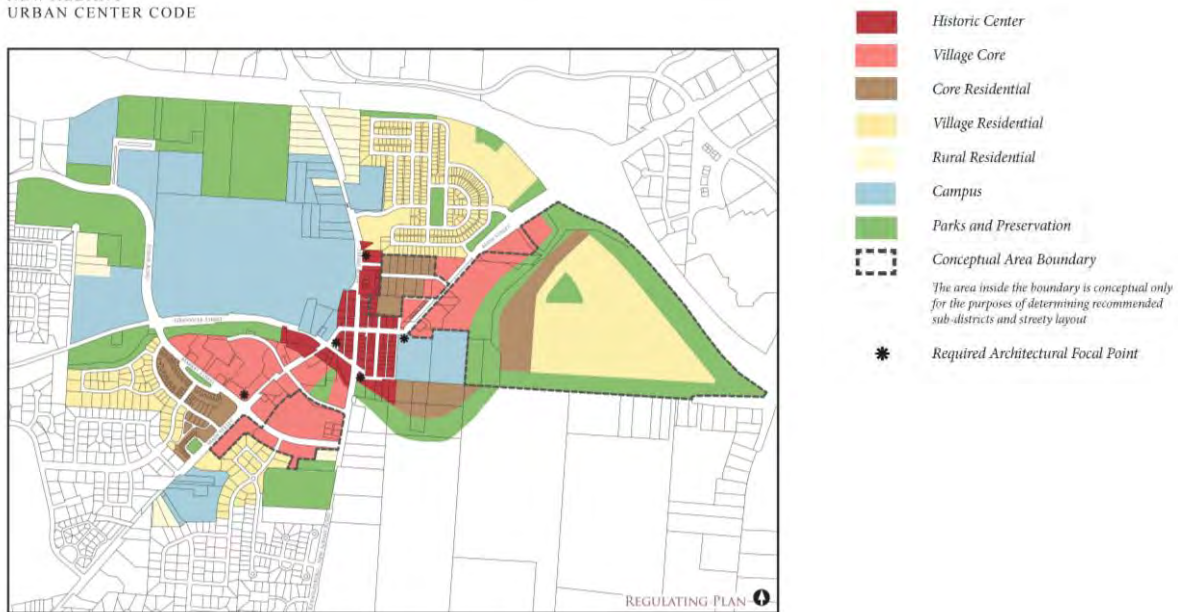 URBAN CENTER CODE
Historic Center
Village Core
Core Residential
Village Residential
Rural Residential
Campus
Parks and Preservation
Conceptual Area Boundary
The area inside the boundary is conceptual only
for the purposes of determining recommended
sub-districts and streety layout
Required Architectural Focal Point
REGULATING PLAN